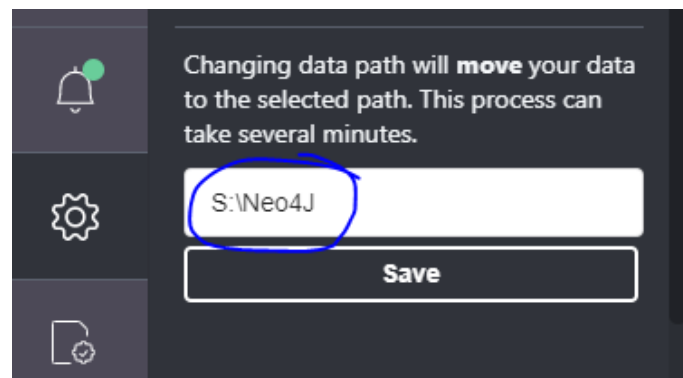 Changing data path will move your data
to the selected path. This process can
take several minutes.
S:\Neo4J
Save